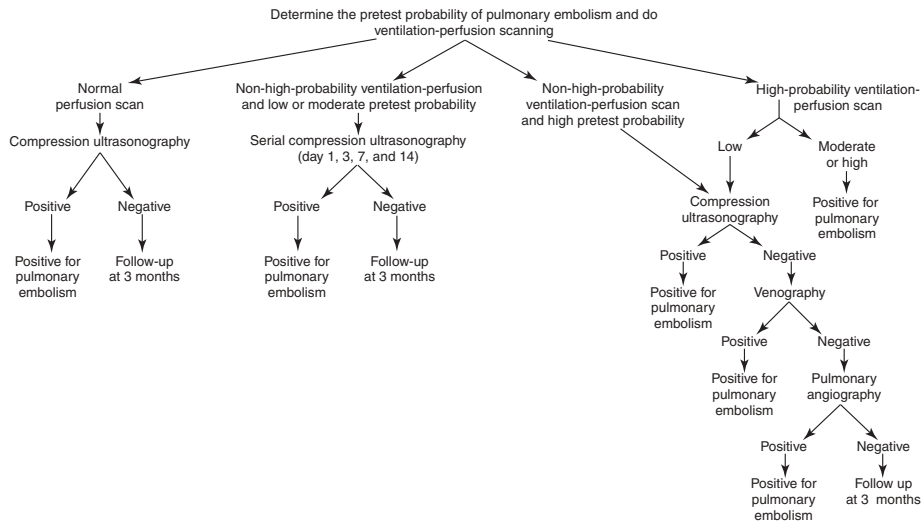 Determine the pretest probability of pulmonary embolism and do
ventilation-perfusion scanning
Normal
perfusion scan
Non-high-probability ventilation-perfusion
and low or moderate pretest probability
Non-high-probability
ventilation-perfusion scan
and high pretest probability
High-probability ventilation-
perfusion scan
Compression ultrasonography
Serial compression ultrasonography
(day 1, 3, 7, and 14)
Low
Moderate
or high
Positive
Negative
Positive
Negative
Compression
ultrasonography
Positive for
pulmonary
embolism
Positive for
pulmonary
embolism
Follow-up
at 3 months
Positive for
pulmonary
embolism
Follow-up
at 3 months
Positive
Negative
Positive for
pulmonary
embolism
Venography
Positive
Negative
Positive for
pulmonary
embolism
Pulmonary
angiography
Positive
Negative
Positive for
pulmonary
embolism
Follow up
at 3 months